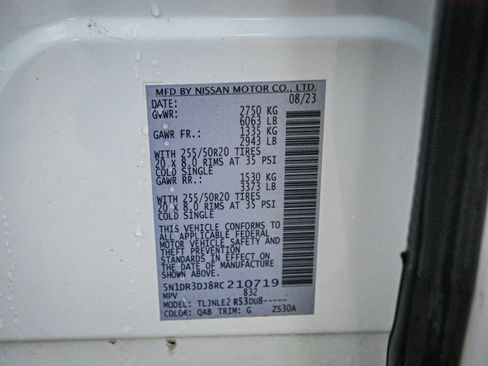 MFD BY NISSAN MOTOR CO., LTD.
DATE: 08/23
GVWR: 2750 KG
6063 LB
GAWR FR.: 1335 KG
2943 LB
WITH 255/50R20 TIRES
20 X 8.0 RIMS AT 35 PSI
COLD SINGLE
GAWR RR.: 1530 KG
3373 LB
WITH 255/50R20 TIRES
20 X 8.0 RIMS AT 35 PSI
COLD SINGLE
THIS VEHICLE CONFORMS TO
ALL APPLICABLE FEDERAL
MOTOR VEHICLE SAFETY AND
THEFT PREVENTION
STANDARDS IN EFFECT ON
THE DATE OF MANUFACTURE
SHOWN ABOVE.
5N1DR3DJ8RC210719
MPV 832
MODEL: TLJNLE2 R53DU8-----
COLOR: QAB TRIM: G ZS30A